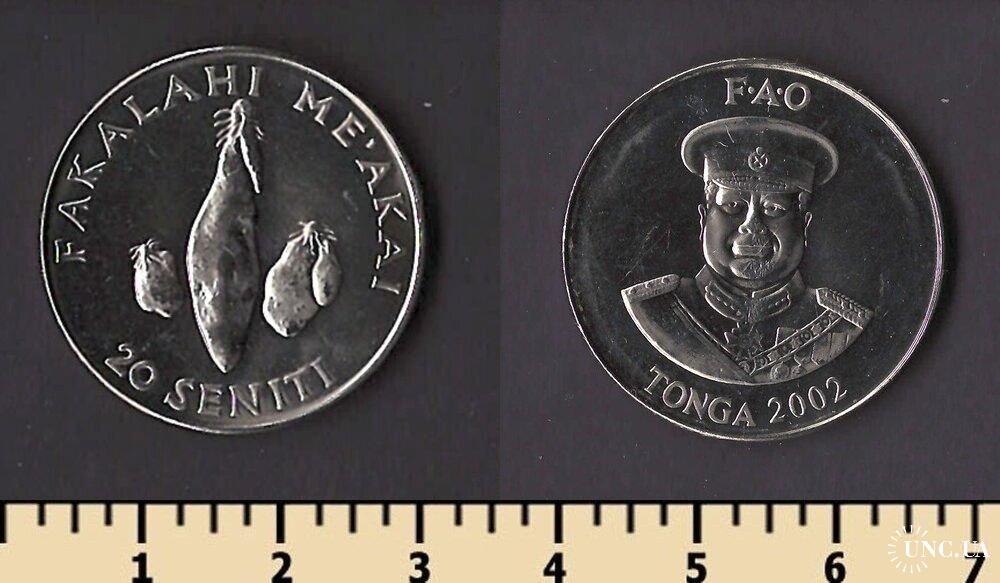 FAKALAHI ME'AKAI
20 SENITI
F·A·O
TONGA 2002
1 2 3 4 5 6 7
UNC.UA